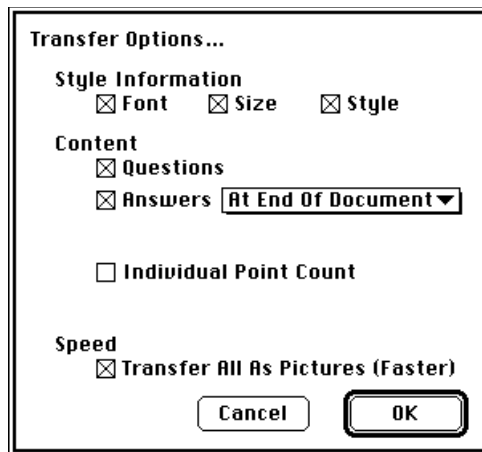 Transfer Options...
Style Information
Font Size Style
Content
Questions
Answers At End Of Document
Individual Point Count
Speed
Transfer All As Pictures (Faster)
Cancel OK